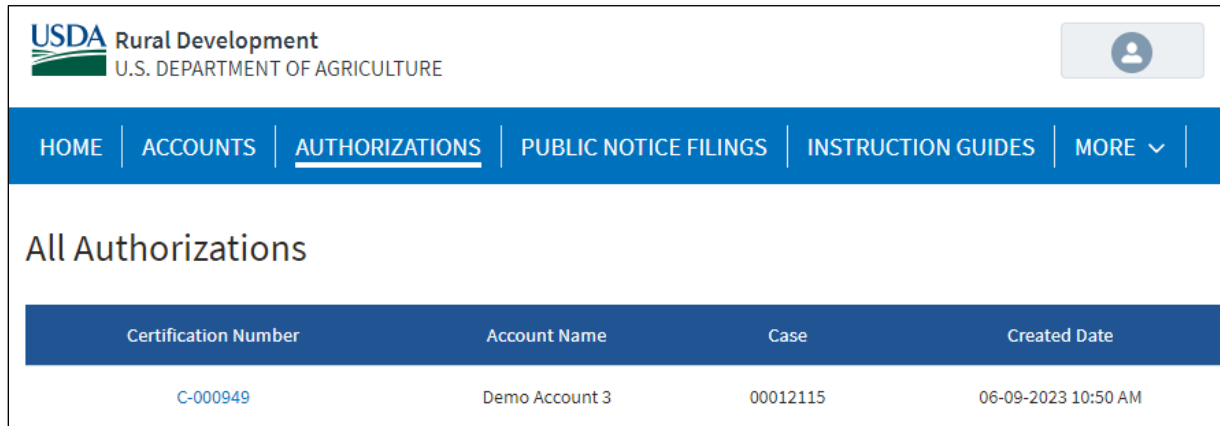 USDA Rural Development
U.S. DEPARTMENT OF AGRICULTURE
HOME ACCOUNTS AUTHORIZATIONS PUBLIC NOTICE FILINGS INSTRUCTION GUIDES MORE
All Authorizations
Certification Number Account Name Case Created Date
C-000949 Demo Account 3 00012115 06-09-2023 10:50 AM